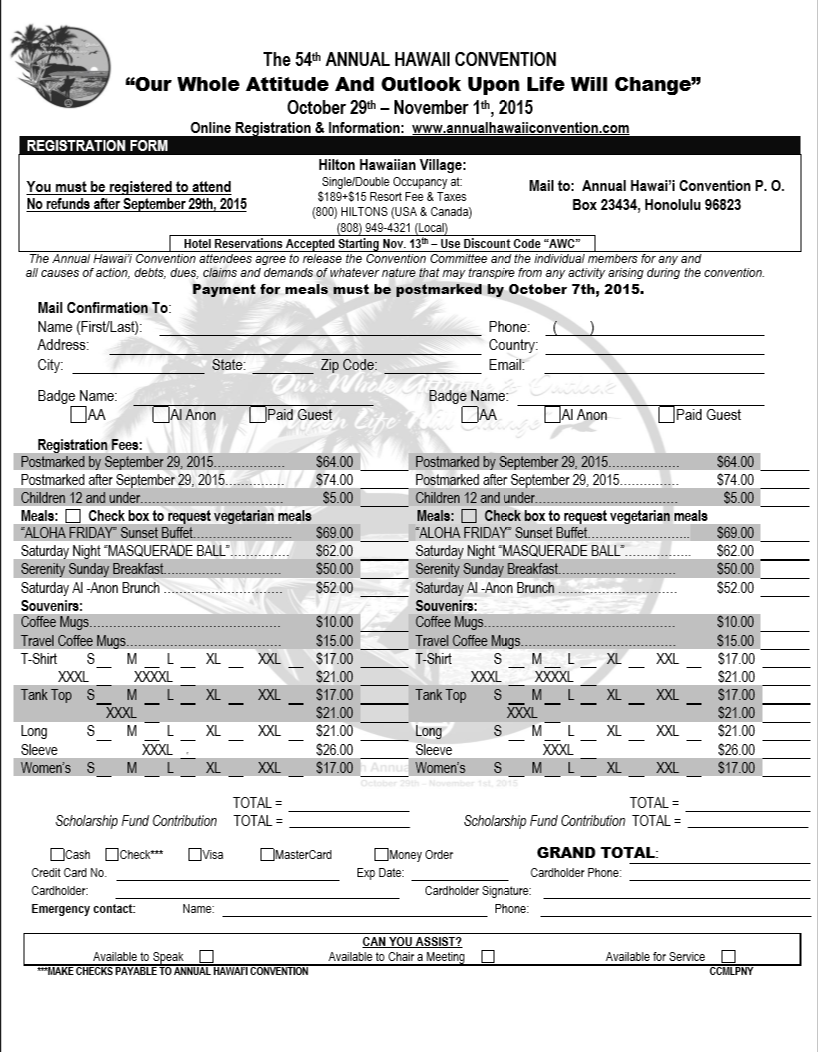 The 54th ANNUAL HAWAII CONVENTION
“Our Whole Attitude And Outlook Upon Life Will Change”
October 29th – November 1th, 2015
Online Registration & Information: www.annualhawaiiconvention.com
REGISTRATION FORM
You must be registered to attend
No refunds after September 29th, 2015
Hilton Hawaiian Village:
Single/Double Occupancy at:
$189+$15 Resort Fee & Taxes
(800) HILTONS (USA & Canada)
(808) 949-4321 (Local)
Mail to: Annual Hawai’i Convention P. O.
Box 23434, Honolulu 96823
Hotel Reservations Accepted Starting Nov. 13th – Use Discount Code “AWC”
The Annual Hawai’i Convention attendees agree to release the Convention Committee and the individual members for any and
all causes of action, debts, dues, claims and demands of whatever nature that may transpire from any activity arising during the convention.
Payment for meals must be postmarked by October 7th, 2015.
Mail Confirmation To:
Name (First/Last): Phone: ( )
Address: Country:
City: State: Zip Code: Email:
Our Whole Attitude & Outlook
Upon Life Will Change
Badge Name: Badge Name:
AA Al Anon Paid Guest AA Al Anon Paid Guest
Registration Fees:
Postmarked by September 29, 2015.................. $64.00 Postmarked by September 29, 2015.................. $64.00
Postmarked after September 29, 2015............... $74.00 Postmarked after September 29, 2015............... $74.00
Children 12 and under.................................... $5.00 Children 12 and under.................................... $5.00
Meals: Check box to request vegetarian meals Meals: Check box to request vegetarian meals
“ALOHA FRIDAY” Sunset Buffet......................... $69.00 “ALOHA FRIDAY” Sunset Buffet......................... $69.00
Saturday Night “MASQUERADE BALL”............... $62.00 Saturday Night “MASQUERADE BALL”................ $62.00
Serenity Sunday Breakfast.............................. $50.00 Serenity Sunday Breakfast.............................. $50.00
Saturday Al -Anon Brunch .............................. $52.00 Saturday Al -Anon Brunch .............................. $52.00
Souvenirs: Souvenirs:
Coffee Mugs................................................ $10.00 Coffee Mugs................................................ $10.00
Travel Coffee Mugs....................................... $15.00 Travel Coffee Mugs....................................... $15.00
T-Shirt S__ M __ L __ XL __ XXL __ $17.00 T-Shirt S__ M __ L __ XL __ XXL __ $17.00
XXXL __ XXXXL __ $21.00 XXXL __ XXXXL __ $21.00
Tank Top S__ M __ L __ XL __ XXL __ $17.00 Tank Top S__ M __ L __ XL __ XXL __ $17.00
XXXL __ $21.00 XXXL __ $21.00
Long S__ M __ L __ XL __ XXL __ $21.00 Long S__ M __ L __ XL __ XXL __ $21.00
Sleeve XXXL __ $26.00 Sleeve XXXL __ $26.00
Women’s S__ M __ L __ XL __ XXL __ $17.00 Women’s S__ M __ L __ XL __ XXL __ $17.00
October 29th - November 1st, 2015
TOTAL = TOTAL =
Scholarship Fund Contribution TOTAL = Scholarship Fund Contribution TOTAL =
Cash Check*** Visa MasterCard Money Order GRAND TOTAL:
Credit Card No. Exp Date: Cardholder Phone:
Cardholder: Cardholder Signature:
Emergency contact: Name: Phone:
CAN YOU ASSIST?
Available to Speak Available to Chair a Meeting Available for Service
***MAKE CHECKS PAYABLE TO ANNUAL HAWAI'I CONVENTION CCMLPNY